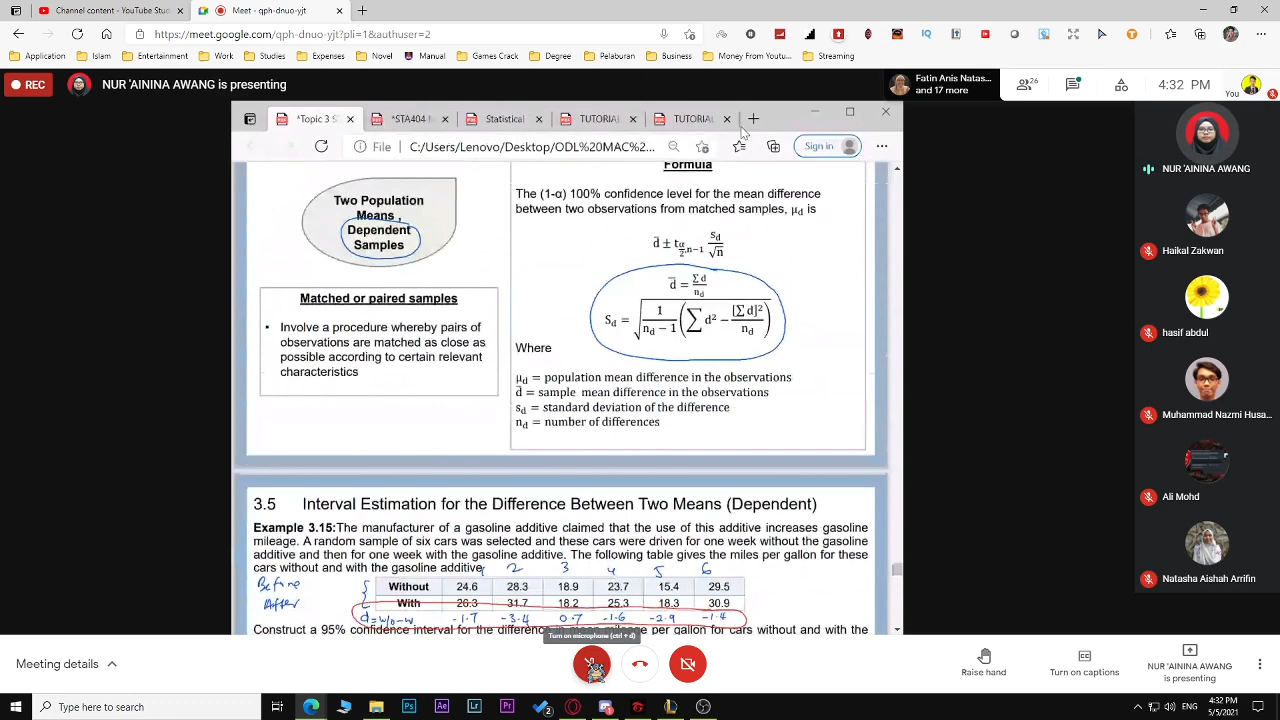 Channel content - YouTube Studi
Meet - qph-dnuo-yjt
https://meet.google.com/qph-dnuo-yjt?pli=1&authuser=2
Application
Islam
Entertainment
Work
Studies
Expenses
Novel
Manual
Games Crack
Degree
Pelaburan
Business
Money From Youtu...
Streaming
REC
NUR 'AININA AWANG is presenting
Fatin Anis Natas...
and 17 more
26
4:32 PM
You
*Topic 3 S
*STA404 N
Statistical
TUTORIAL
TUTORIAL
File
C:/Users/Lenovo/Desktop/ODL%20MAC%2...
Sign in
Two Population
Means ,
Dependent
Samples
Matched or paired samples
• Involve a procedure whereby pairs of
observations are matched as close as
possible according to certain relevant
characteristics
Formula
The (1-α) 100% confidence level for the mean difference
between two observations from matched samples, μd is
d̄ ± t α/2,n−1 sd/√n
d̄ = ∑d/nd
Sd = √(1/(nd − 1) (∑d² − [∑d]²/nd))
Where
μd = population mean difference in the observations
d̄ = sample mean difference in the observations
sd = standard deviation of the difference
nd = number of differences
3.5 Interval Estimation for the Difference Between Two Means (Dependent)
Example 3.15:The manufacturer of a gasoline additive claimed that the use of this additive increases gasoline
mileage. A random sample of six cars was selected and these cars were driven for one week without the gasoline
additive and then for one week with the gasoline additive. The following table gives the miles per gallon for these
cars without and with the gasoline additive.
1 2 3 4 5 6
Before Without 24.6 28.3 18.9 23.7 15.4 29.5
After With 26.3 31.7 18.2 25.3 18.3 30.9
d = w/o - w -1.7 -3.4 0.7 -1.6 -2.9 -1.4
Construct a 95% confidence interval for the difference in mean mileage per gallon for cars without and with the
Turn on microphone (ctrl + d)
NUR 'AININA AWANG
Haikal Zakwan
hasif abdul
Muhammad Nazmi Husa...
Ali Mohd
Natasha Aishah Arrifin
Meeting details
Raise hand
Turn on captions
NUR 'AININA AWANG
is presenting
Type here to search
ENG
4:32 PM
5/5/2021